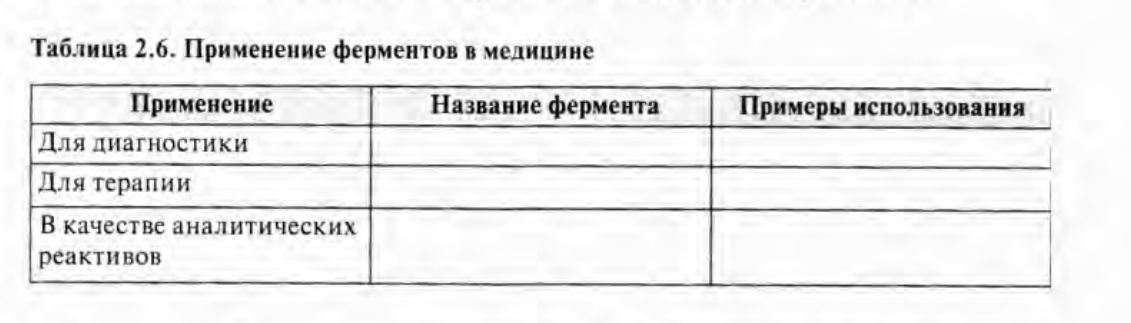 Таблица 2.6. Применение ферментов в медицине
Применение Название фермента Примеры использования
Для диагностики
Для терапии
В качестве аналитических
реактивов